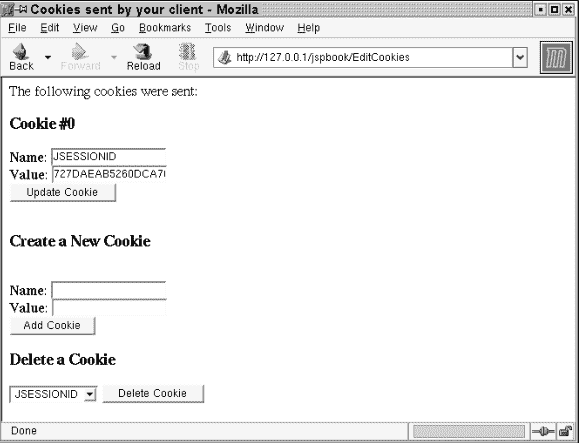 Cookies sent by your client - Mozilla
File Edit View Go Bookmarks Tools Window Help
Back Forward Reload Stop http://127.0.0.1/jspbook/EditCookies
The following cookies were sent:
Cookie #0
Name: JSESSIONID
Value: 727DAEAB5260DCA7
Update Cookie
Create a New Cookie
Name:
Value:
Add Cookie
Delete a Cookie
JSESSIONID Delete Cookie
Done